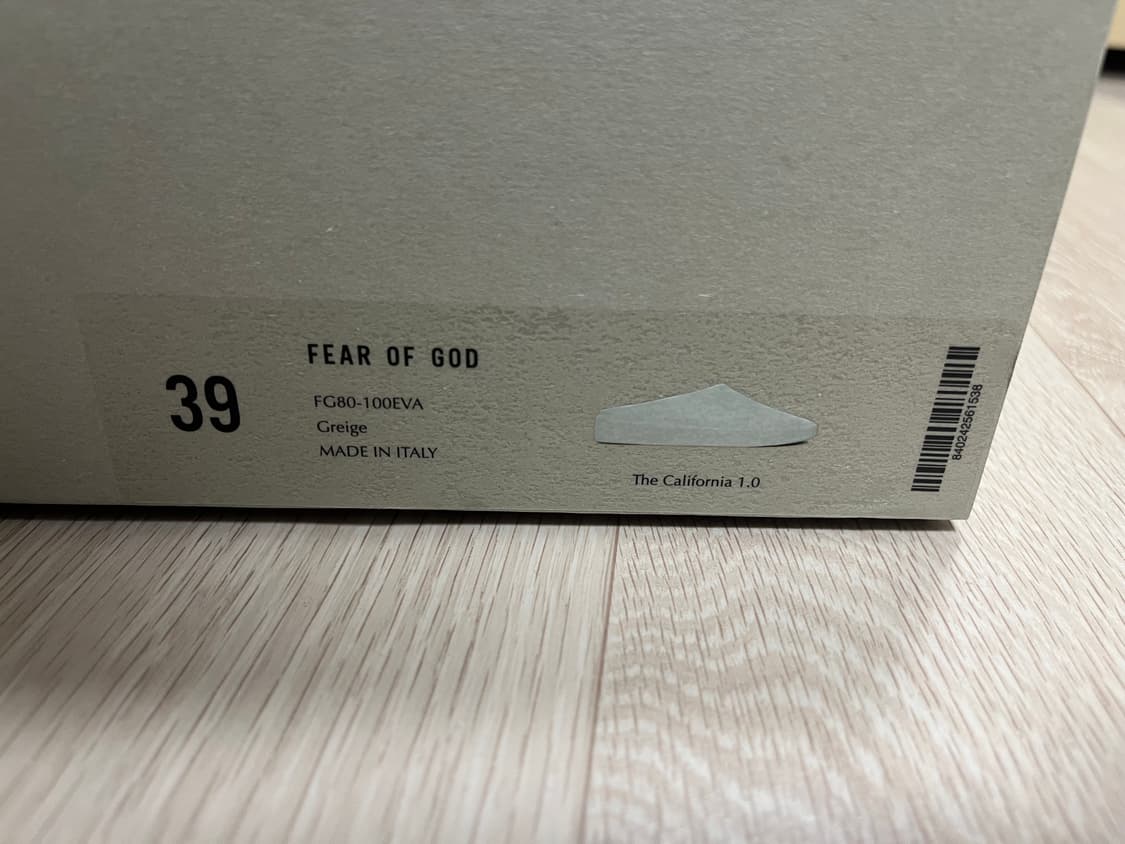 39
FEAR OF GOD
FG80-100EVA
Greige
MADE IN ITALY
The California 1.0
840242561538